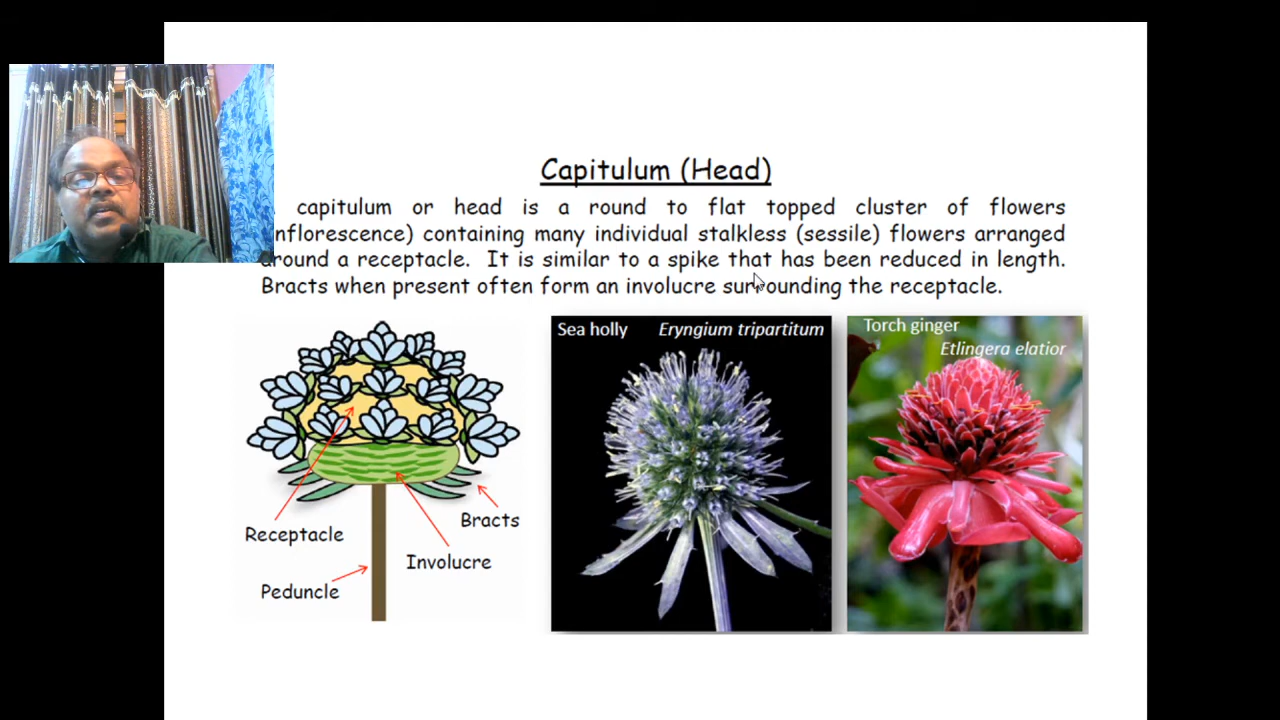 Capitulum (Head)
capitulum or head is a round to flat topped cluster of flowers
nflorescence) containing many individual stalkless (sessile) flowers arranged
around a receptacle. It is similar to a spike that has been reduced in length.
Bracts when present often form an involucre surrounding the receptacle.
Sea holly Eryngium tripartitum
Torch ginger
Etlingera elatior
Receptacle
Bracts
Involucre
Peduncle